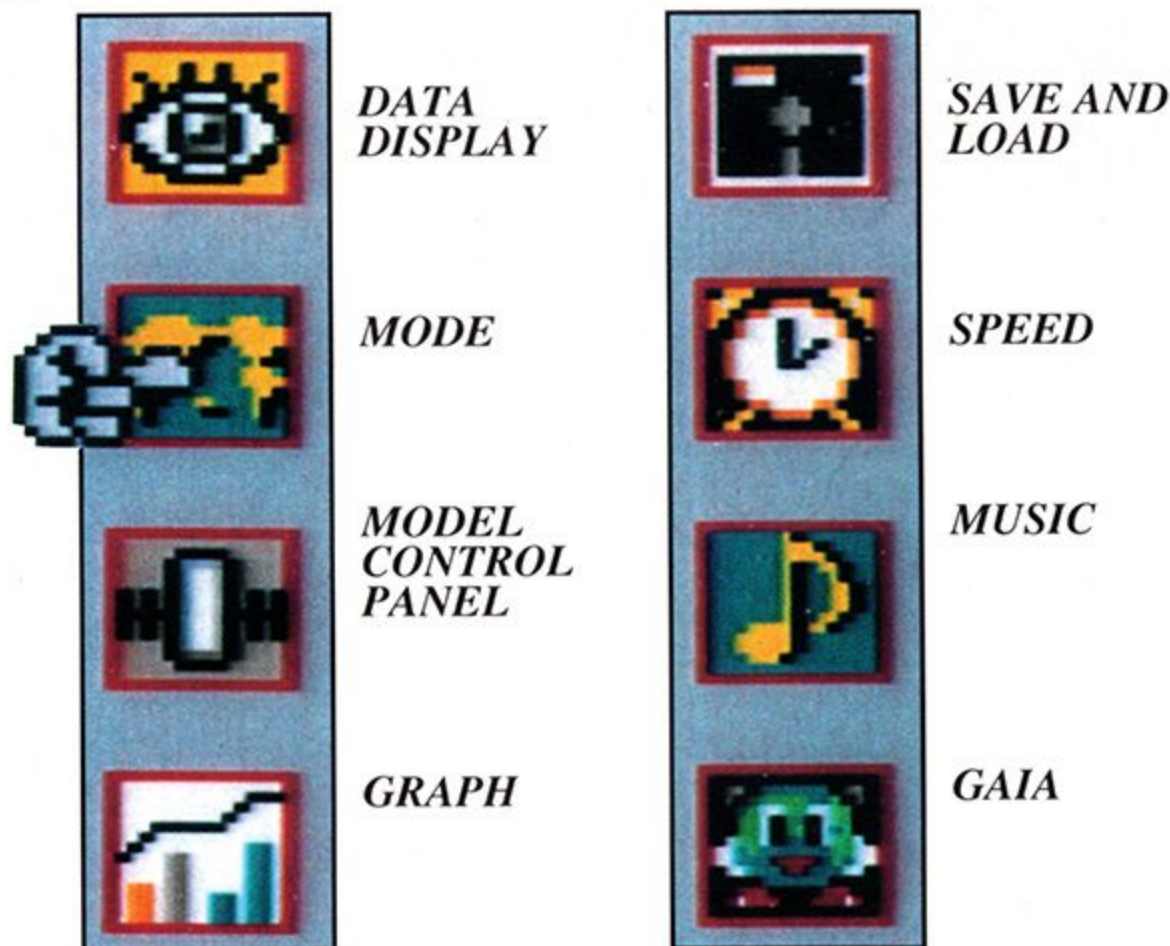 DATA
DISPLAY
MODE
MODEL
CONTROL
PANEL
GRAPH
SAVE AND
LOAD
SPEED
MUSIC
GAIA